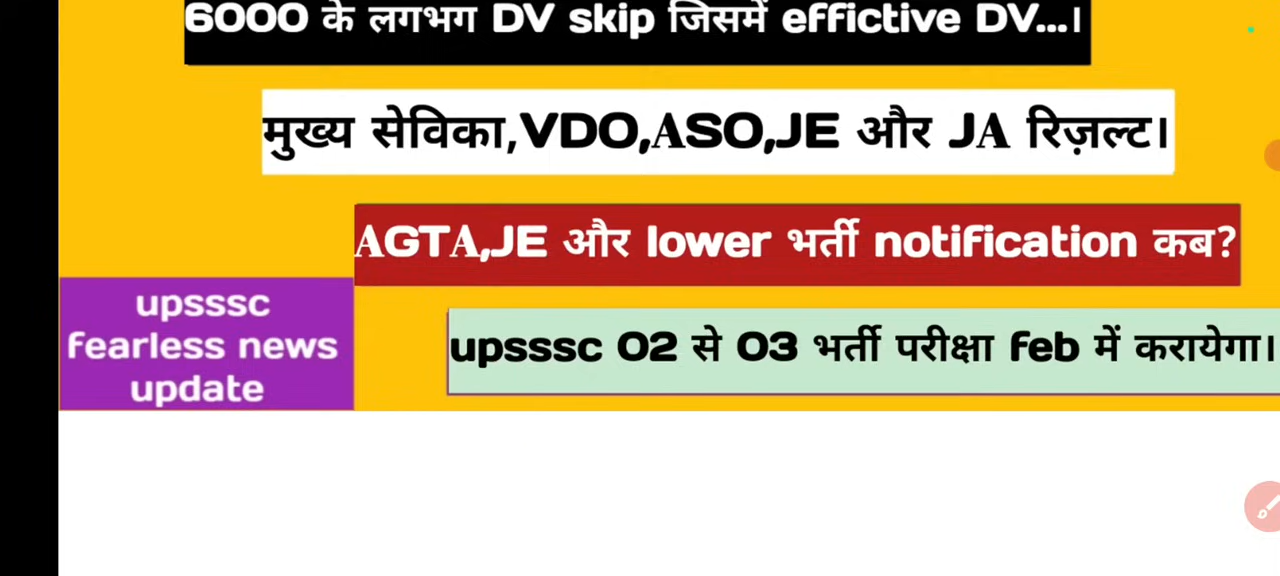 6000 के लगभग DV skip जिसमें effictive DV...।
मुख्य सेविका,VDO,ASO,JE और JA रिज़ल्ट।
AGTA,JE और lower भर्ती notification कब?
upsssc
fearless news
update
upsssc 02 से 03 भर्ती परीक्षा feb में करायेगा।